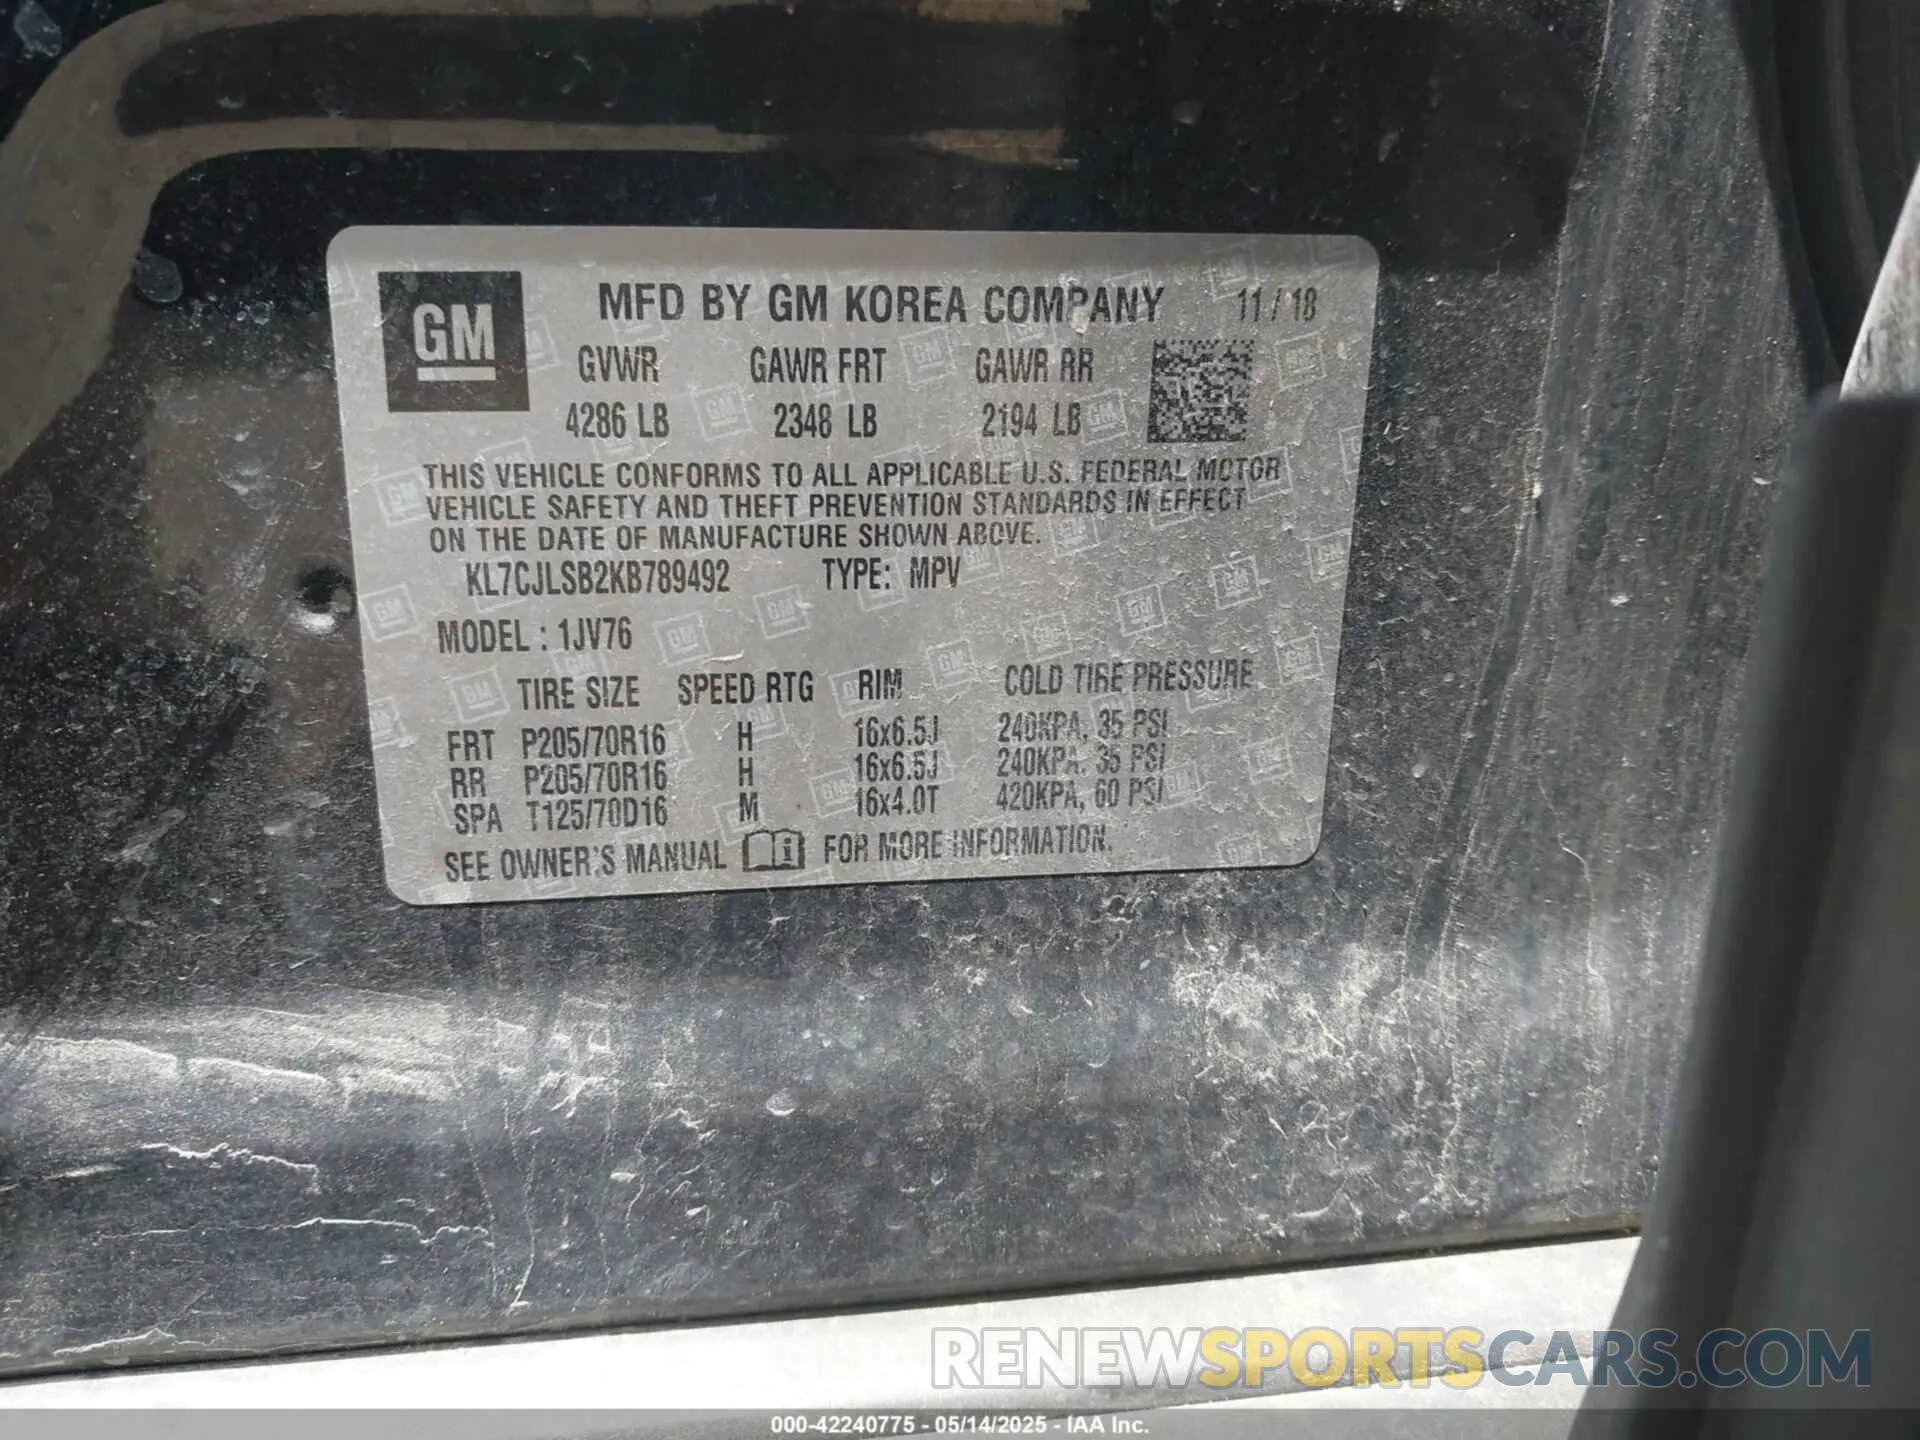 GM MFD BY GM KOREA COMPANY 11 / 18
GVWR GAWR FRT GAWR RR
4286 LB 2348 LB 2194 LB
THIS VEHICLE CONFORMS TO ALL APPLICABLE U.S. FEDERAL MOTOR
VEHICLE SAFETY AND THEFT PREVENTION STANDARDS IN EFFECT
ON THE DATE OF MANUFACTURE SHOWN ABOVE.
KL7CJLSB2KB789492 TYPE: MPV
MODEL : 1JV76
TIRE SIZE SPEED RTG RIM COLD TIRE PRESSURE
FRT P205/70R16 H 16x6.5J 240KPA, 35 PSI
RR P205/70R16 H 16x6.5J 240KPA, 35 PSI
SPA T125/70D16 M 16x4.0T 420KPA, 60 PSI
SEE OWNER'S MANUAL FOR MORE INFORMATION.
RENEWSPORTSCARS.COM
000-42240775 - 05/14/2025 - IAA Inc.